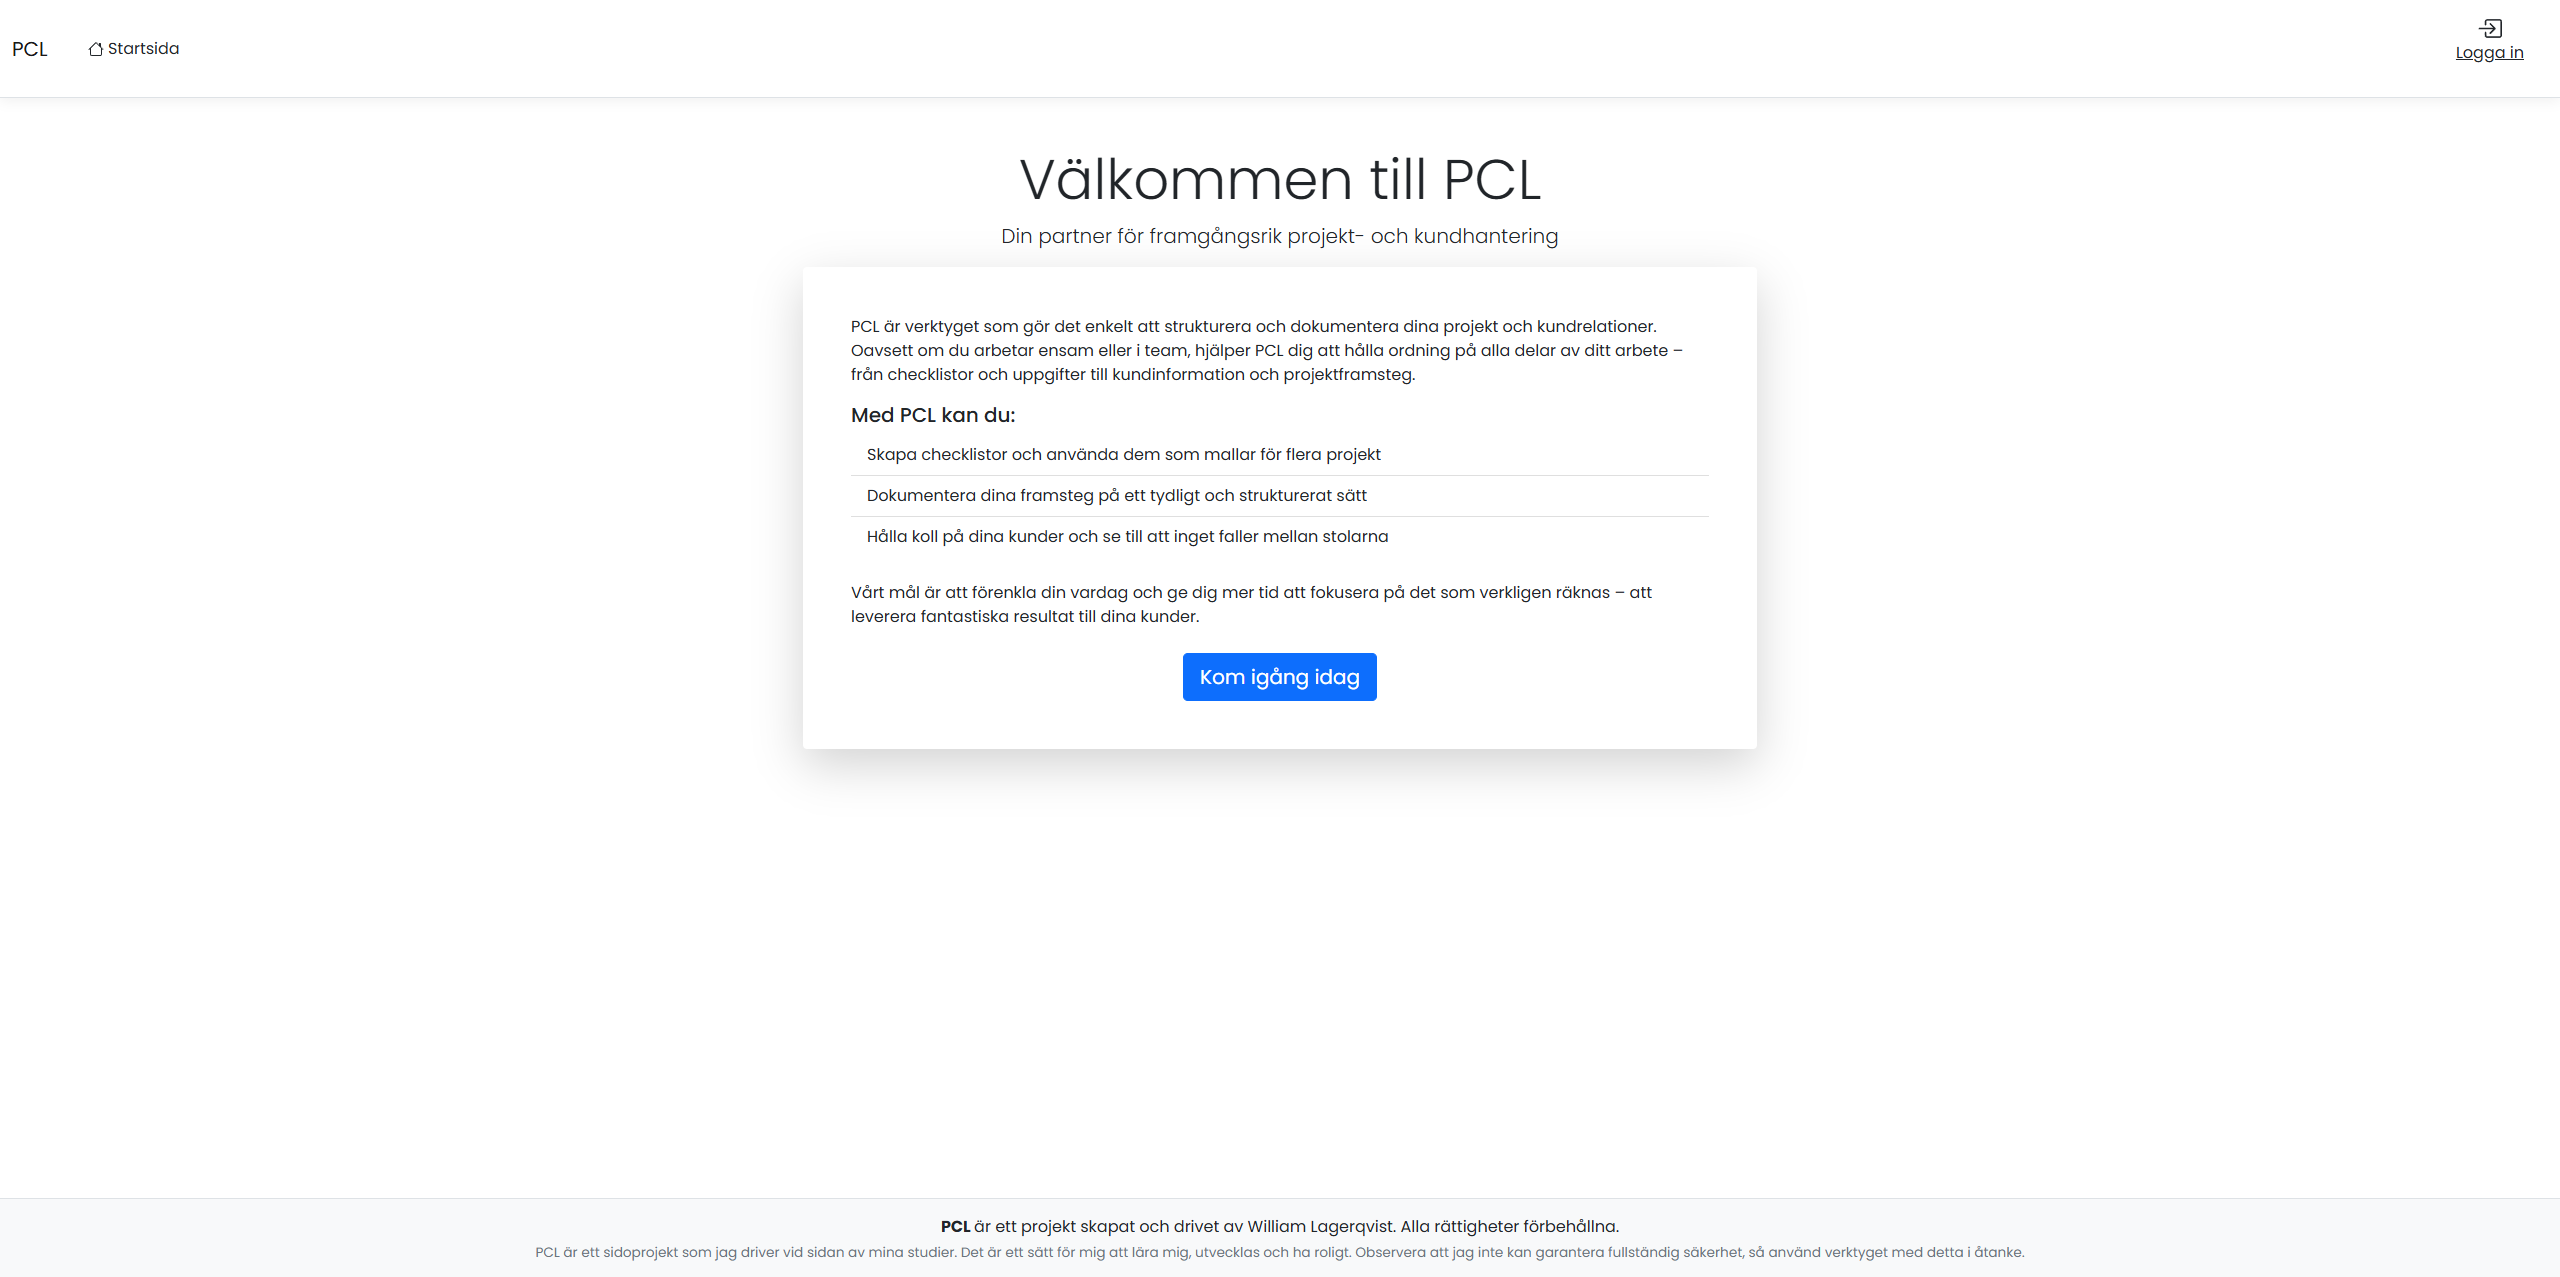 PCL
Startsida
Logga in
Välkommen till PCL
Din partner för framgångsrik projekt- och kundhantering
PCL är verktyget som gör det enkelt att strukturera och dokumentera dina projekt och kundrelationer.
Oavsett om du arbetar ensam eller i team, hjälper PCL dig att hålla ordning på alla delar av ditt arbete –
från checklistor och uppgifter till kundinformation och projektframsteg.
Med PCL kan du:
Skapa checklistor och använda dem som mallar för flera projekt
Dokumentera dina framsteg på ett tydligt och strukturerat sätt
Hålla koll på dina kunder och se till att inget faller mellan stolarna
Vårt mål är att förenkla din vardag och ge dig mer tid att fokusera på det som verkligen räknas – att
leverera fantastiska resultat till dina kunder.
Kom igång idag
PCL är ett projekt skapat och drivet av William Lagerqvist. Alla rättigheter förbehållna.
PCL är ett sidoprojekt som jag driver vid sidan av mina studier. Det är ett sätt för mig att lära mig, utvecklas och ha roligt. Observera att jag inte kan garantera fullständig säkerhet, så använd verktyget med detta i åtanke.